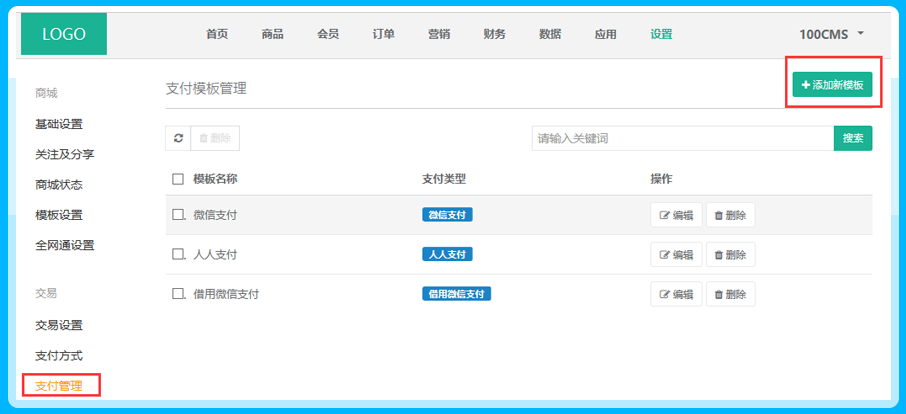 LOGO 首页 商品 会员 订单 营销 财务 数据 应用 设置 100CMS
商城
基础设置
关注及分享
商城状态
模板设置
全网通设置
交易
交易设置
支付方式
支付管理
支付模板管理 添加新模板
删除 请输入关键词 搜索
模板名称 支付类型 操作
微信支付 微信支付 编辑 删除
人人支付 人人支付 编辑 删除
借用微信支付 借用微信支付 编辑 删除